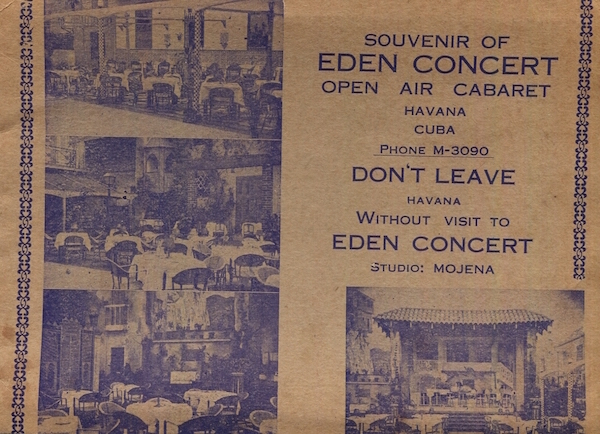 SOUVENIR OF
EDEN CONCERT
OPEN AIR CABARET
HAVANA
CUBA
PHONE M-3090
DON'T LEAVE
HAVANA
WITHOUT VISIT TO
EDEN CONCERT
STUDIO: MOJENA